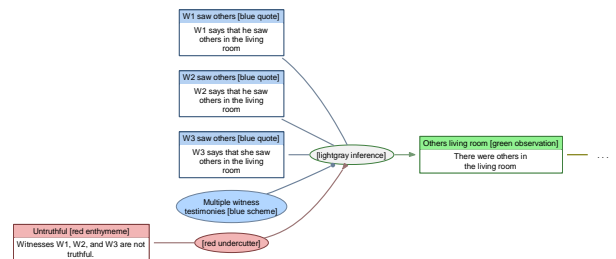 W1 saw others [blue quote]
W1 says that he saw
others in the living
room
W2 saw others [blue quote]
W2 says that he saw
others in the living
room
W3 saw others [blue quote]
W3 says that she saw
others in the living
room
[lightgray inference]
Others living room [green observation]
There were others in
the living room
...
Multiple witness
testimonies [blue scheme]
Untruthful [red enthymeme]
Witnesses W1, W2, and W3 are not
truthful.
[red undercutter]